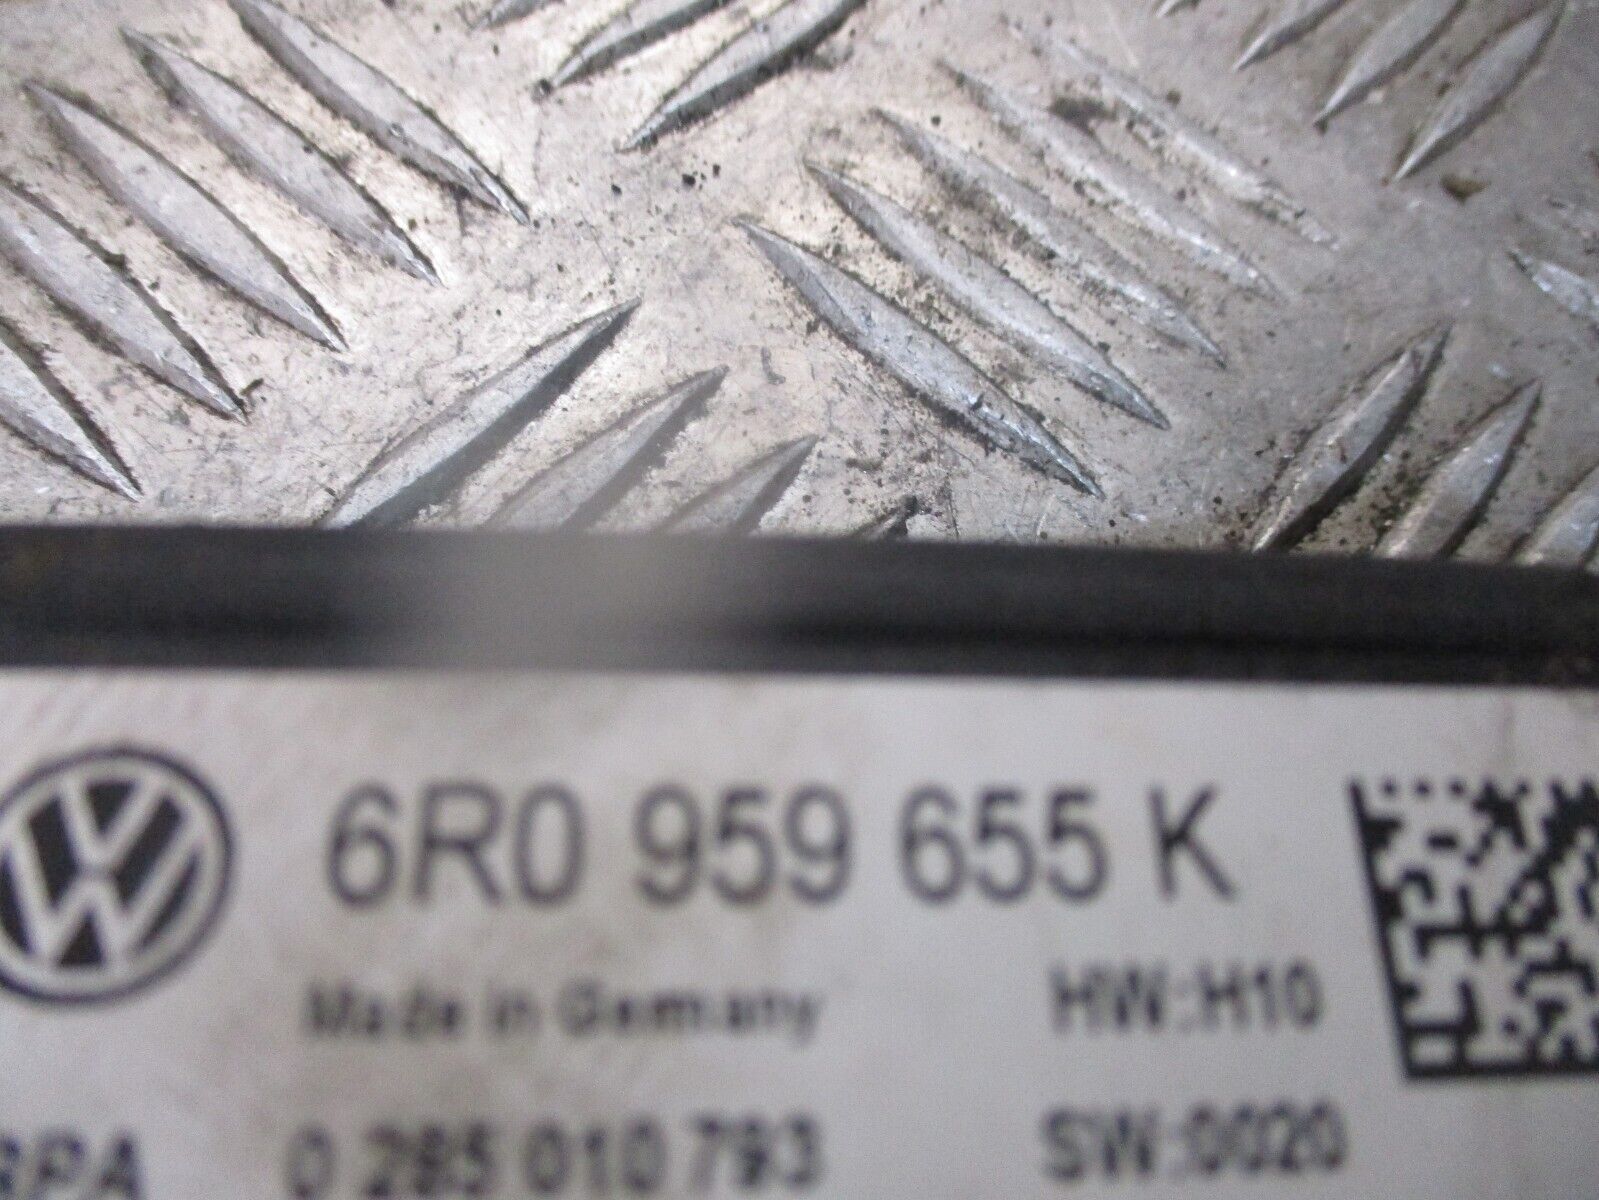 6R0 959 655 K
Made in Germany HW:H10
0 285 010 793 SW:0020